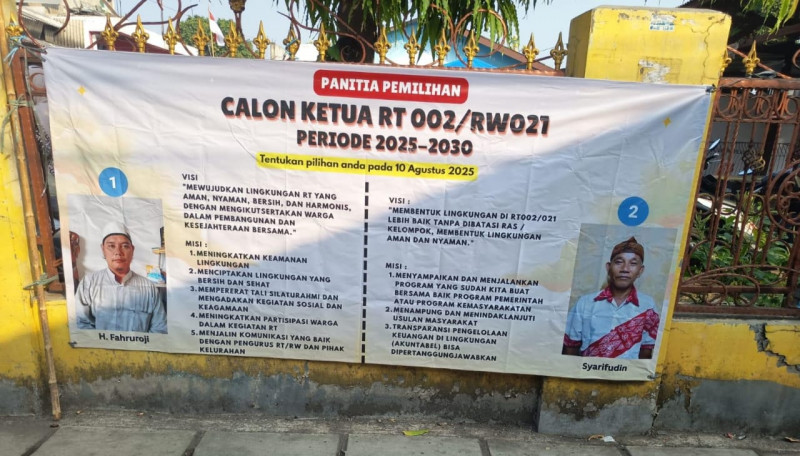 PANITIA PEMILIHAN
CALON KETUA RT 002/RW021
PERIODE 2025-2030
Tentukan pilihan anda pada 10 Agustus 2025
1
VISI
"MEWUJUDKAN LINGKUNGAN RT YANG
AMAN, NYAMAN, BERSIH, DAN HARMONIS,
DENGAN MENGIKUTSERTAKAN WARGA
DALAM PEMBANGUNAN DAN
KESEJAHTERAAN BERSAMA."
MISI :
1. MENINGKATKAN KEAMANAN
LINGKUNGAN
2. MENCIPTAKAN LINGKUNGAN YANG
BERSIH DAN SEHAT
3. MEMPERERAT TALI SILATURAHMI DAN
MENGADAKAN KEGIATAN SOSIAL DAN
KEAGAMAAN
4. MENINGKATKAN PARTISIPASI WARGA
DALAM KEGIATAN RT
5. MENJALIN KOMUNIKASI YANG BAIK
DENGAN PENGURUS RT/RW DAN PIHAK
KELURAHAN
H. Fahruroji
2
VISI :
"MEMBENTUK LINGKUNGAN DI RT002/021
LEBIH BAIK TANPA DIBATASI RAS /
KELOMPOK, MEMBENTUK LINGKUNGAN
AMAN DAN NYAMAN."
MISI :
1. MENYAMPAIKAN DAN MENJALANKAN
PROGRAM YANG SUDAH KITA BUAT
BERSAMA BAIK PROGRAM PEMERINTAH
ATAU PROGRAM KEMASYARAKATAN
2. MENAMPUNG DAN MENINDAKLANJUTI
USULAN MASYARAKAT
3. TRANSPARANSI PENGELOLAAN
KEUANGAN DI LINGKUNGAN
(AKUNTABEL) BISA
DIPERTANGGUNGJAWABKAN
Syarifudin